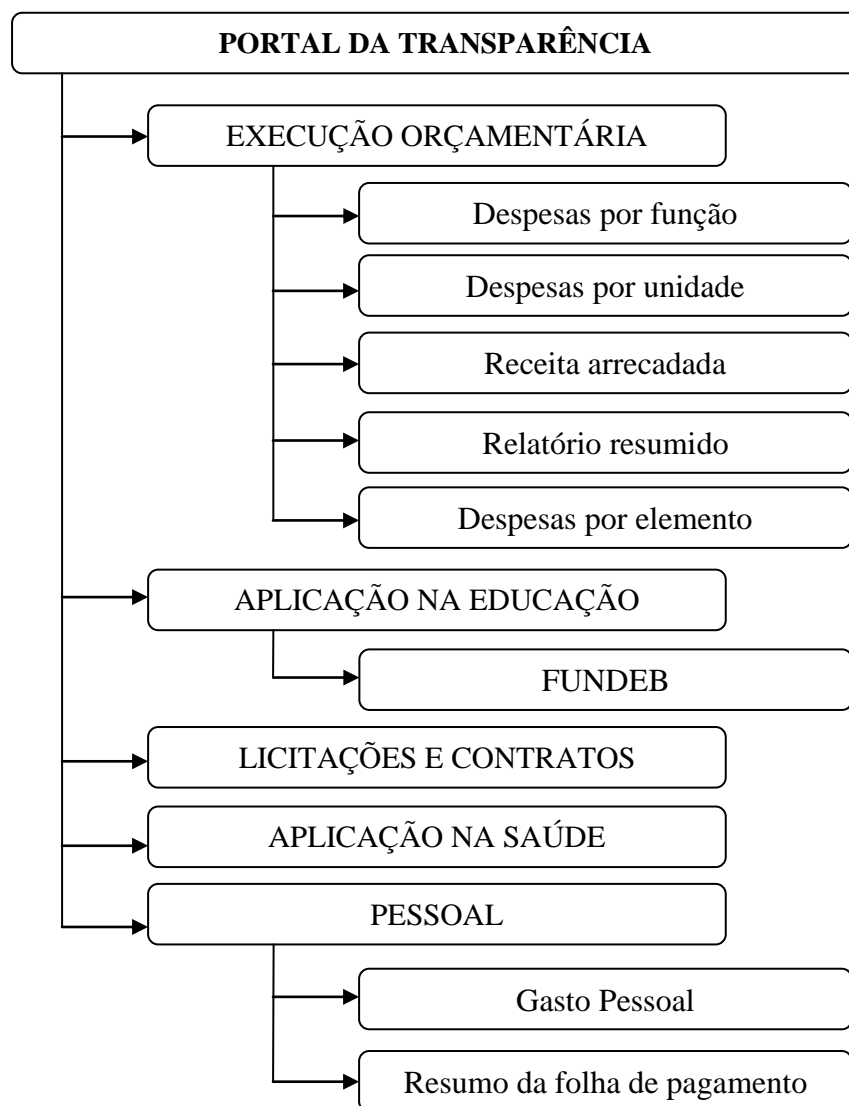 PORTAL DA TRANSPARÊNCIA
EXECUÇÃO ORÇAMENTÁRIA
Despesas por função
Despesas por unidade
Receita arrecadada
Relatório resumido
Despesas por elemento
APLICAÇÃO NA EDUCAÇÃO
FUNDEB
LICITAÇÕES E CONTRATOS
APLICAÇÃO NA SAÚDE
PESSOAL
Gasto Pessoal
Resumo da folha de pagamento